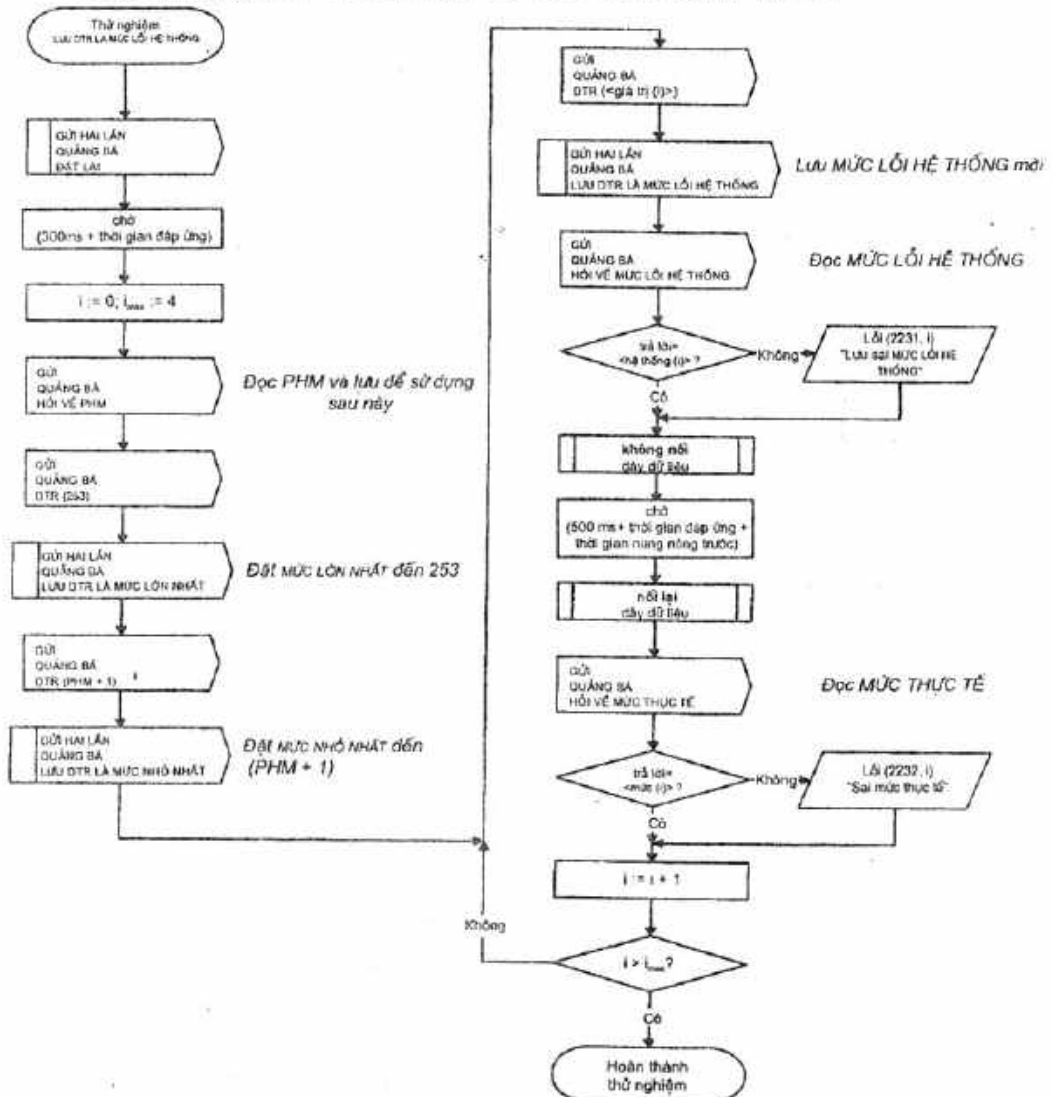 Thử nghiệm
LƯU DTR LÀ MỨC LỖI HỆ THỐNG
GỬI HAI LẦN
QUẢNG BÁ
ĐẶT LẠI
chờ
(300ms + thời gian đáp ứng)
i := 0; imax := 4
GỬI
QUẢNG BÁ
HỎI VỀ PHM
Đọc PHM và lưu để sử dụng
sau này
GỬI
QUẢNG BÁ
DTR (253)
GỬI HAI LẦN
QUẢNG BÁ
LƯU DTR LÀ MỨC LỚN NHẤT
Đặt MỨC LỚN NHẤT đến 253
GỬI
QUẢNG BÁ
DTR (PHM + 1)
GỬI HAI LẦN
QUẢNG BÁ
LƯU DTR LÀ MỨC NHỎ NHẤT
Đặt MỨC NHỎ NHẤT đến
(PHM + 1)
GỬI
QUẢNG BÁ
DTR (<giá trị (i)>)
GỬI HAI LẦN
QUẢNG BÁ
LƯU DTR LÀ MỨC LỖI HỆ THỐNG
Lưu MỨC LỖI HỆ THỐNG mới
GỬI
QUẢNG BÁ
HỎI VỀ MỨC LỖI HỆ THỐNG
Đọc MỨC LỖI HỆ THỐNG
trả lời=
<hệ thống (i)> ?
Không
Lỗi (2231, i)
"Lưu sai MỨC LỖI HỆ
THỐNG"
Có
không nối
dây dữ liệu
chờ
(500 ms+ thời gian đáp ứng +
thời gian nung nóng trước)
nối lại
dây dữ liệu
GỬI
QUẢNG BÁ
HỎI VỀ MỨC THỰC TẾ
Đọc MỨC THỰC TẾ
trả lời=
<mức (i)> ?
Không
Lỗi (2232, i)
"Sai mức thực tế"
Có
i := i + 1
Không
i > imax?
Có
Hoàn thành
thử nghiệm